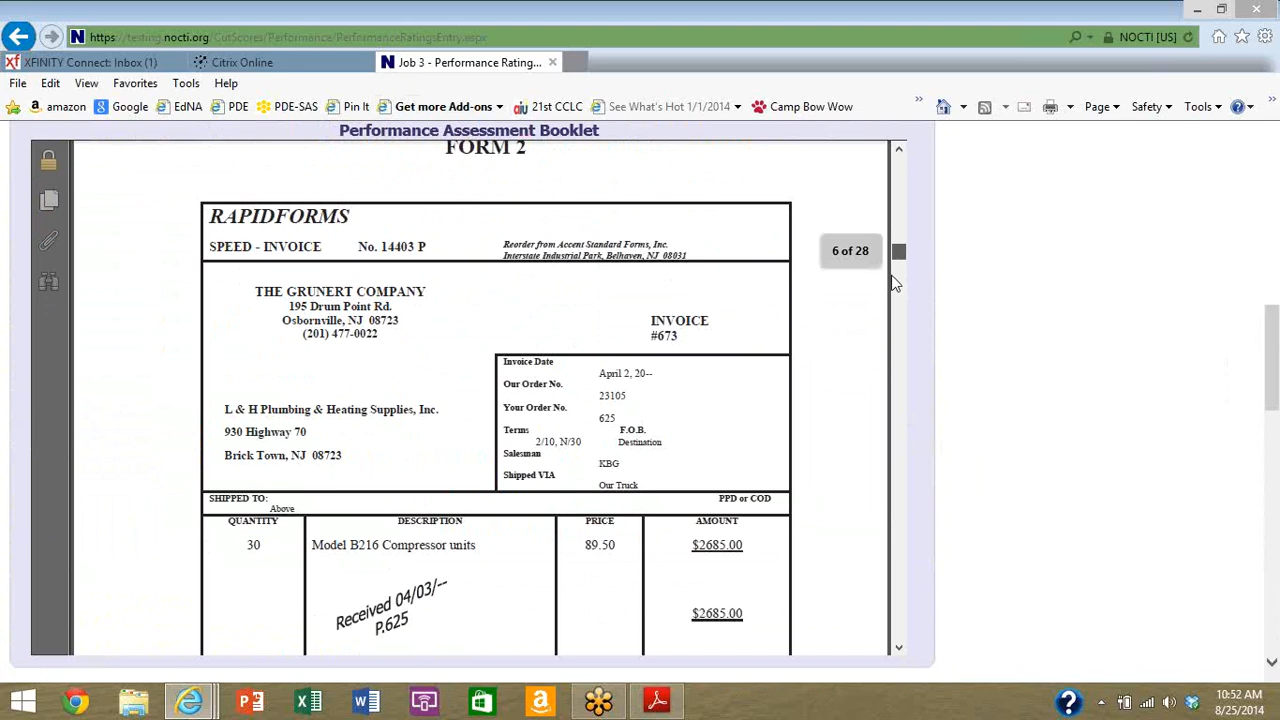 https://testing.nocti.org/CutScores/Performance/PerformanceRatingsEntry.aspx
NOCTI [US]
XFINITY Connect: Inbox (1)
Citrix Online
Job 3 - Performance Rating...
File Edit View Favorites Tools Help
amazon Google EdNA PDE PDE-SAS Pin It Get more Add-ons 21st CCLC See What's Hot 1/1/2014 Camp Bow Wow Page Safety Tools
Performance Assessment Booklet
FORM 2
RAPIDFORMS
SPEED - INVOICE No. 14403 P
Reorder from Accent Standard Forms, Inc.
Interstate Industrial Park, Belhaven, NJ 08031
6 of 28
THE GRUNERT COMPANY
195 Drum Point Rd.
Osbornville, NJ 08723
(201) 477-0022
INVOICE
#673
Invoice Date
April 2, 20--
Our Order No.
23105
Your Order No.
625
Terms F.O.B.
2/10, N/30 Destination
Salesman
KBG
Shipped VIA
Our Truck
L & H Plumbing & Heating Supplies, Inc.
930 Highway 70
Brick Town, NJ 08723
SHIPPED TO: PPD or COD
Above
QUANTITY DESCRIPTION PRICE AMOUNT
30 Model B216 Compressor units 89.50 $2685.00
Received 04/03/--
P.625
$2685.00
10:52 AM
8/25/2014